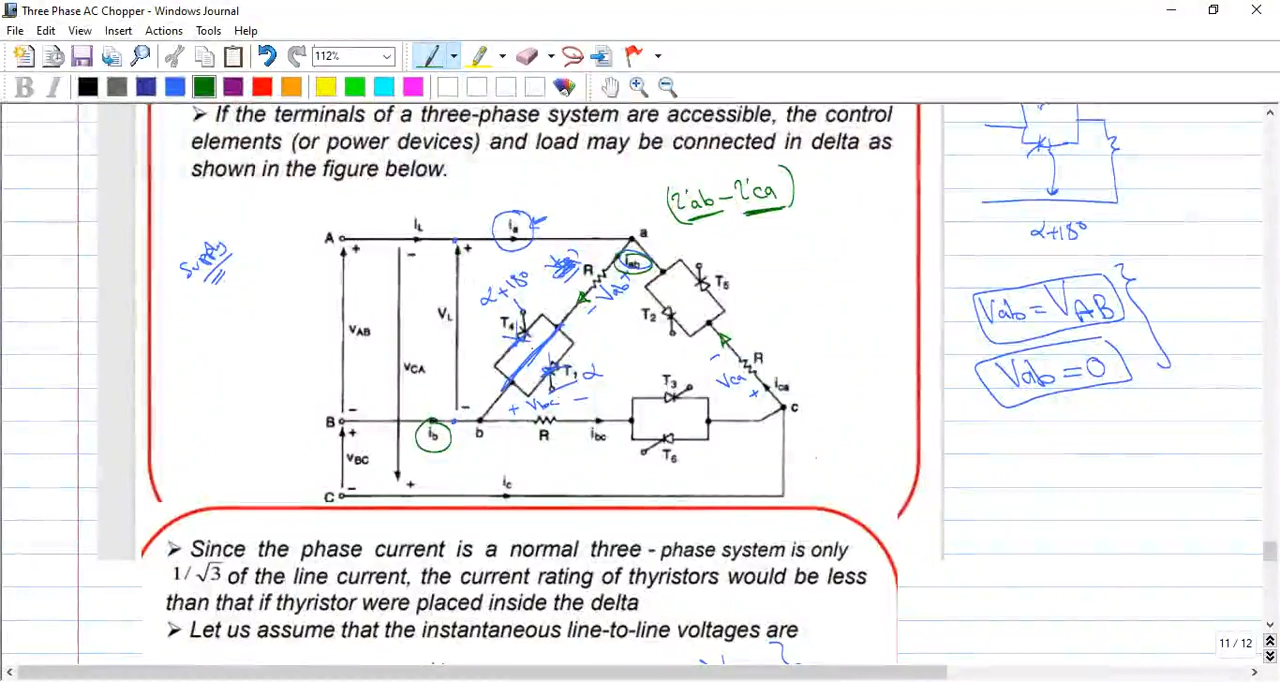 Three Phase AC Chopper - Windows Journal
File Edit View Insert Actions Tools Help
112%
B I
➢ If the terminals of a three-phase system are accessible, the control
elements (or power devices) and load may be connected in delta as
shown in the figure below.
(iab - ica)
α+180
Supply
A + iL - ia + a
iab R Vab + -
α+180
T4 T1 α
T5 T2
VAB VL VCA
Vab = VAB
Vab = 0
- R Vca + ica
+ Vbc -
T3
B - + ib b R ibc c
T6
VBC
C - + ic
➢ Since the phase current is a normal three - phase system is only
1/√3 of the line current, the current rating of thyristors would be less
than that if thyristor were placed inside the delta
➢ Let us assume that the instantaneous line-to-line voltages are
11 / 12